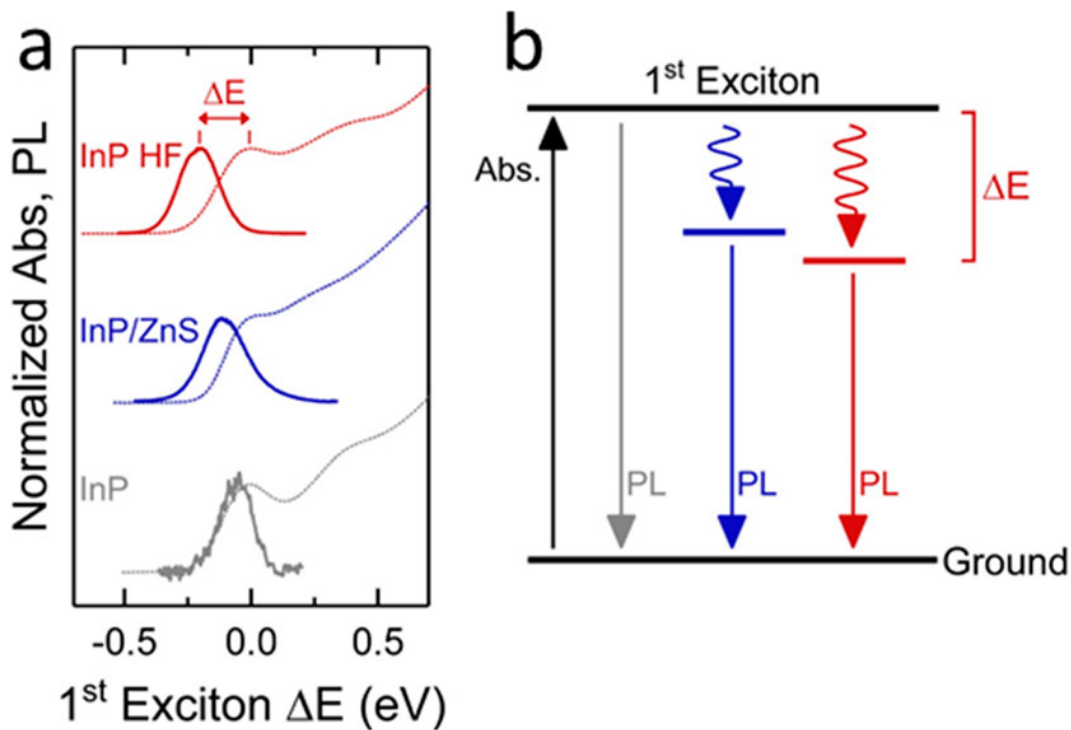 a
Normalized Abs, PL
ΔE
InP HF
InP/ZnS
InP
-0.5 0.0 0.5
1st Exciton ΔE (eV)
b
1st Exciton
Abs.
ΔE
PL PL PL
Ground